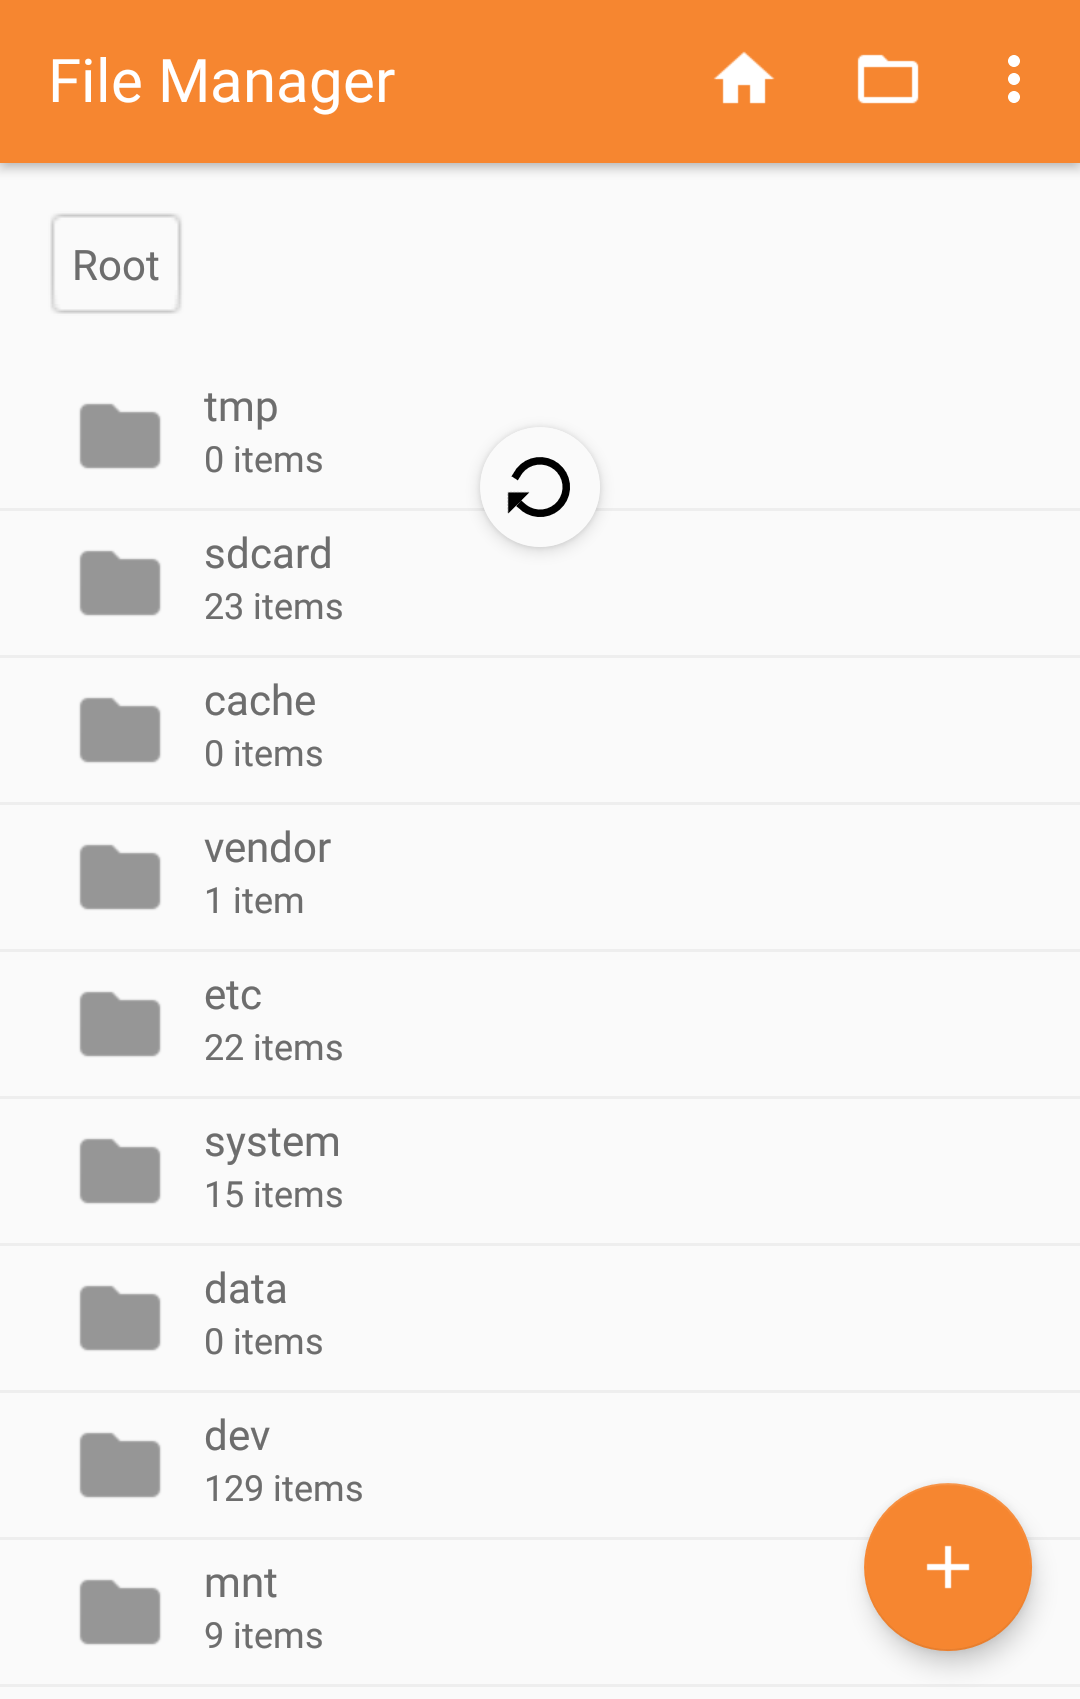 File Manager
Root
tmp
0 items
sdcard
23 items
cache
0 items
vendor
1 item
etc
22 items
system
15 items
data
0 items
dev
129 items
mnt
9 items